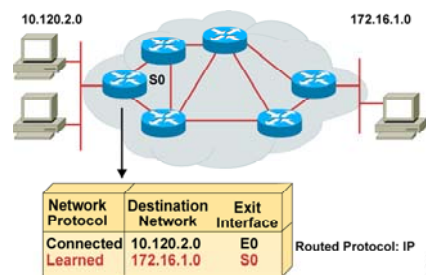 10.120.2.0
172.16.1.0
S0
Network Protocol
Destination Network
Exit Interface
Connected 10.120.2.0 E0
Learned 172.16.1.0 S0
Routed Protocol: IP